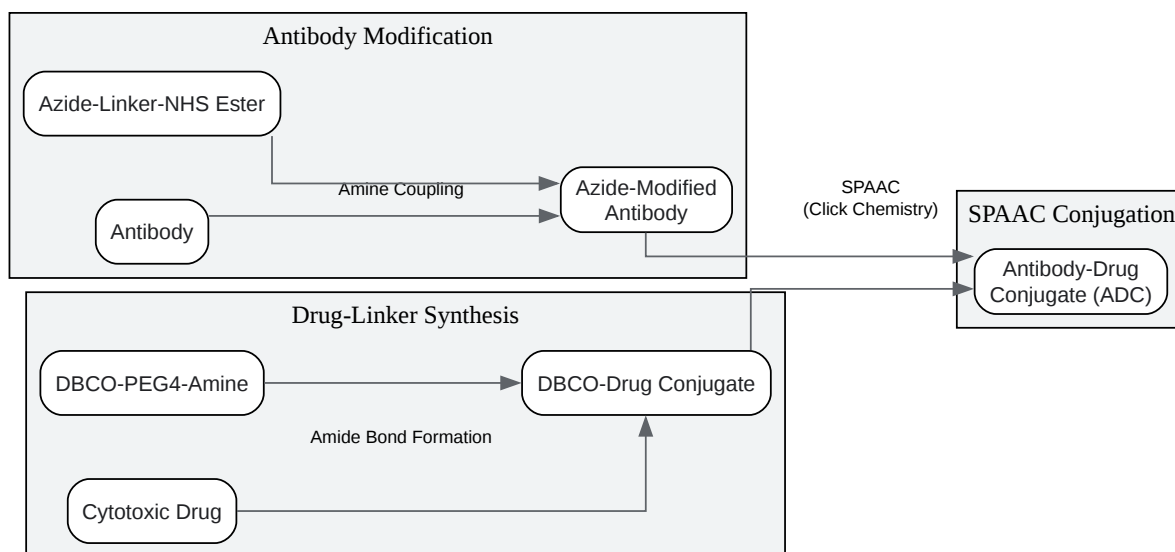 Antibody Modification
Azide-Linker-NHS Ester
Amine Coupling
Antibody
Azide-Modified
Antibody
SPAAC
(Click Chemistry)
SPAAC Conjugation
Antibody-Drug
Conjugate (ADC)
Drug-Linker Synthesis
DBCO-PEG4-Amine
DBCO-Drug Conjugate
Amide Bond Formation
Cytotoxic Drug